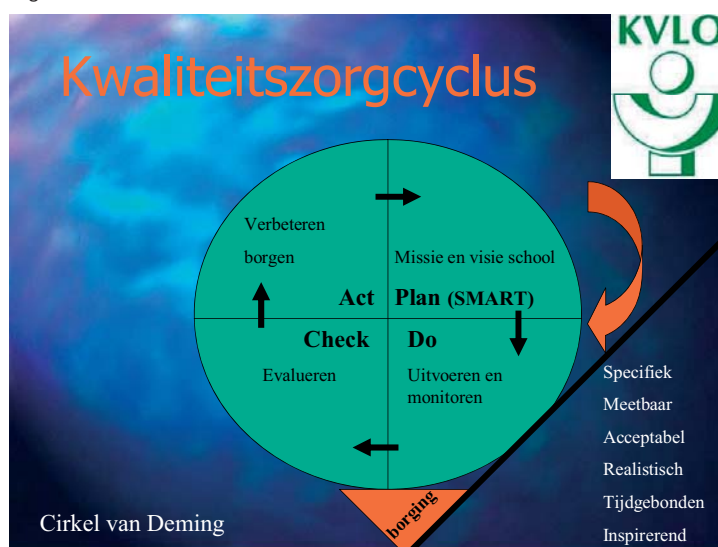 KVLO
Kwaliteitszorgcyclus
Verbeteren
borgen
Missie en visie school
Act
Plan (SMART)
Check
Do
Evalueren
Uitvoeren en
monitoren
Specifiek
Meetbaar
Acceptabel
Realistisch
Tijdgebonden
Inspirerend
borging
Cirkel van Deming